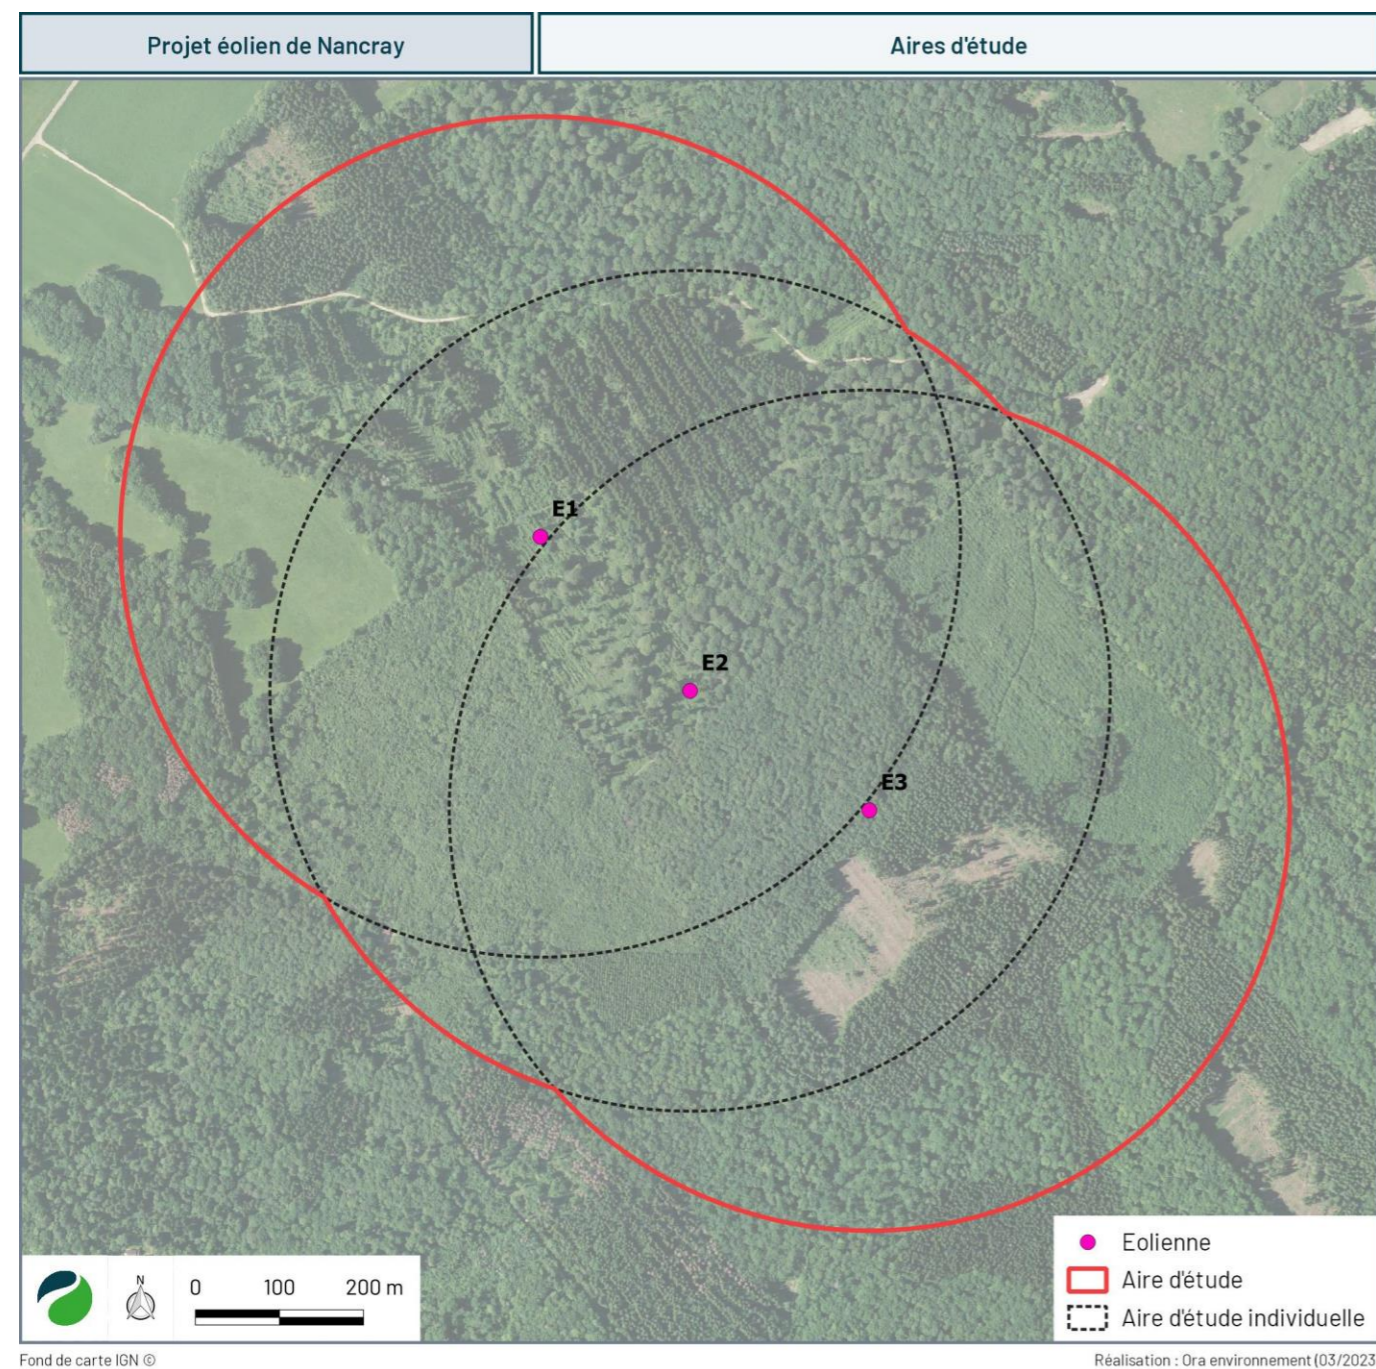 Projet éolien de Nancray
Aires d'étude
E1
E2
E3
N
0 100 200 m
Eolienne
Aire d'étude
Aire d'étude individuelle
Fond de carte IGN ©
Réalisation : Ora environnement (03/2023